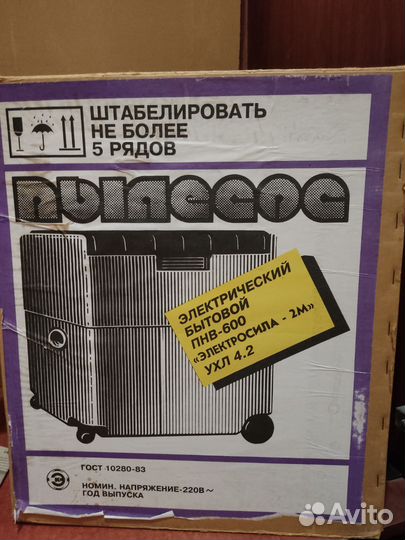 ШТАБЕЛИРОВАТЬ
НЕ БОЛЕЕ
5 РЯДОВ
ПЫЛЕСОС
ЭЛЕКТРИЧЕСКИЙ
БЫТОВОЙ
ПНВ-600
«ЭЛЕКТРОСИЛА - 2М»
УХЛ 4.2
ГОСТ 10280-83
НОМИН. НАПРЯЖЕНИЕ-220В ~
ГОД ВЫПУСКА
Avito